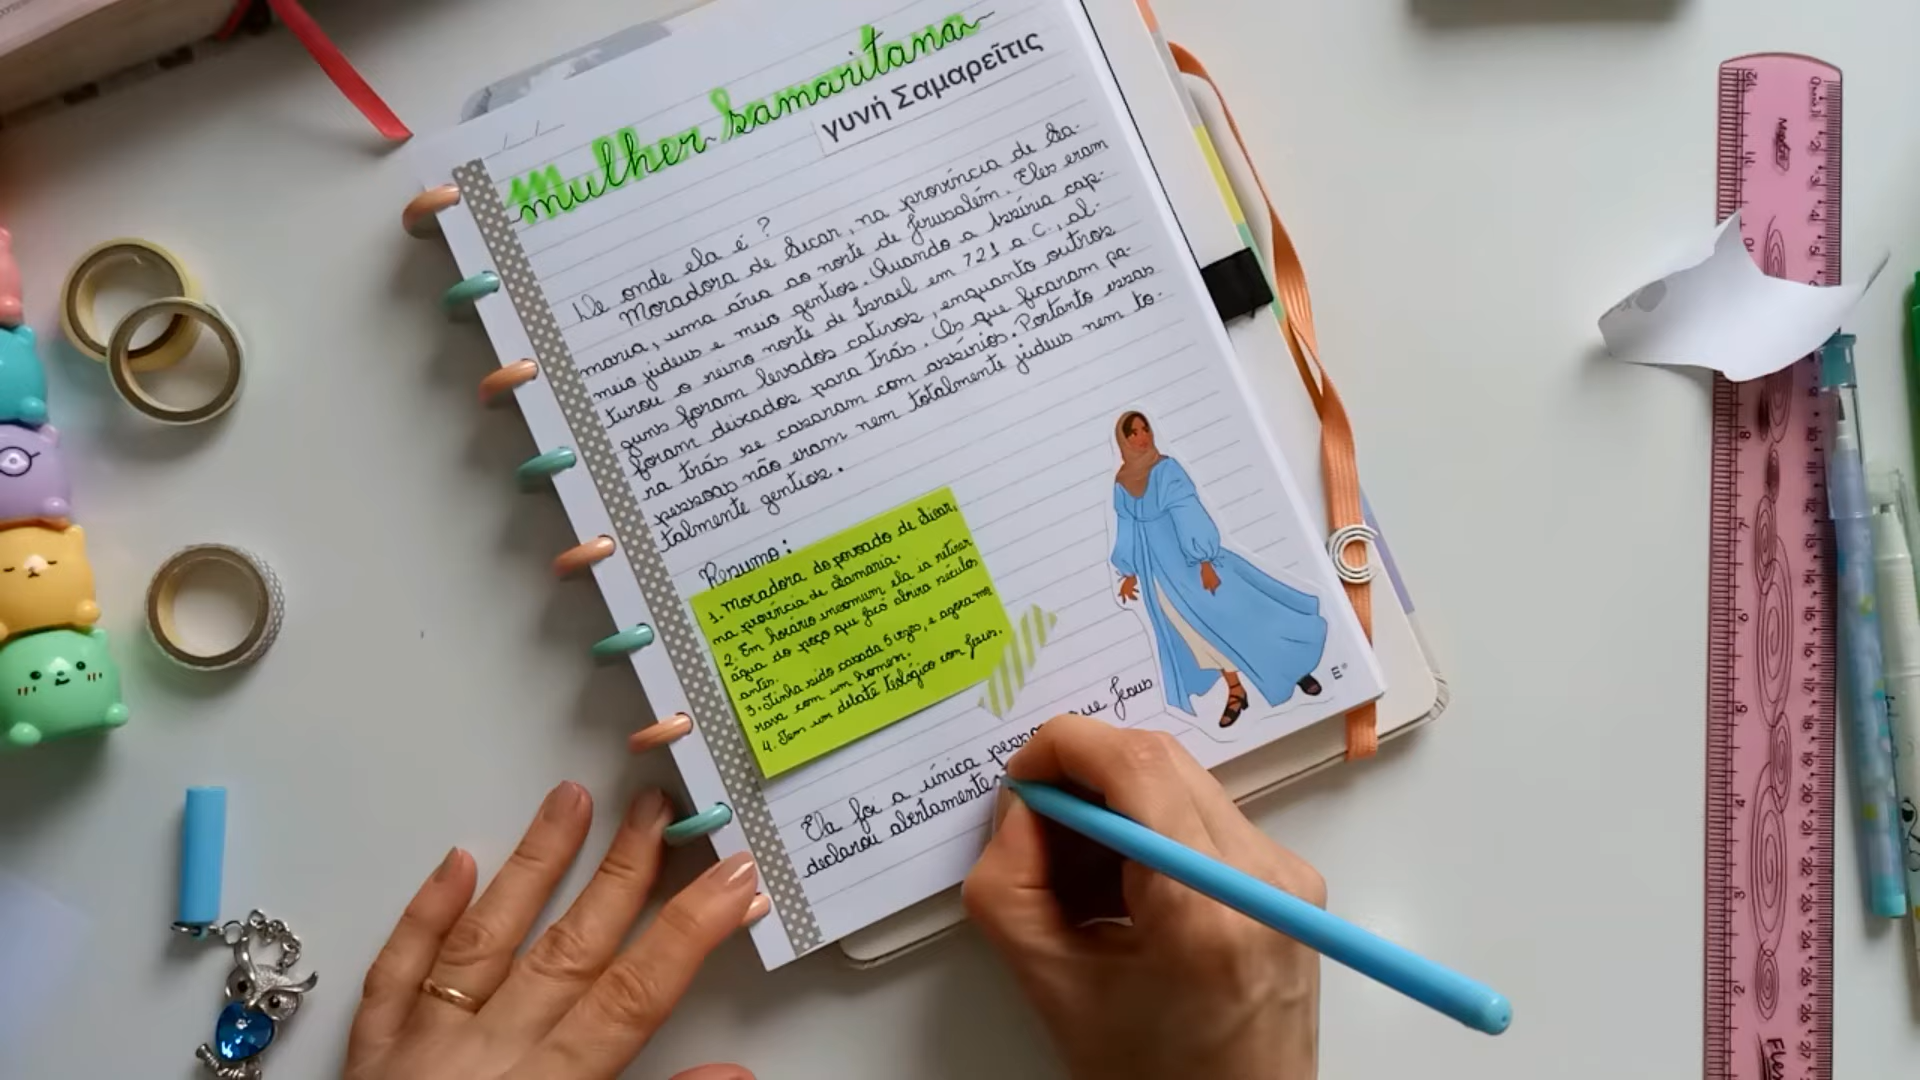 Mulher Samaritana
γυνή Σαμαρεῖτις
De onde ela é?
Moradora de Sicar, na província de Sa-
maria, uma área ao norte de Jerusalém. Eles eram
meio judeus e meio gentios. Quando a Assíria cap-
turou o reino norte de Israel em 721 a.C., al-
guns foram levados cativos, enquanto outros
foram deixados para trás. Os que ficaram pa-
ra trás se casaram com assírios. Portanto essas
pessoas não eram nem totalmente judeus nem to-
talmente gentios.
Resumo:
1. Moradora do povoado de Sicar,
na província de Samaria.
2. Em horário incomum ela ia retirar
água do poço que Jacó abrira séculos
antes.
3. Tinha sido casada 5 vezes, e agora mo
rava com um homem.
4. Tem um debate teológico com Jesus.
Ela foi a única pesso que Jesus
declarou abertamente